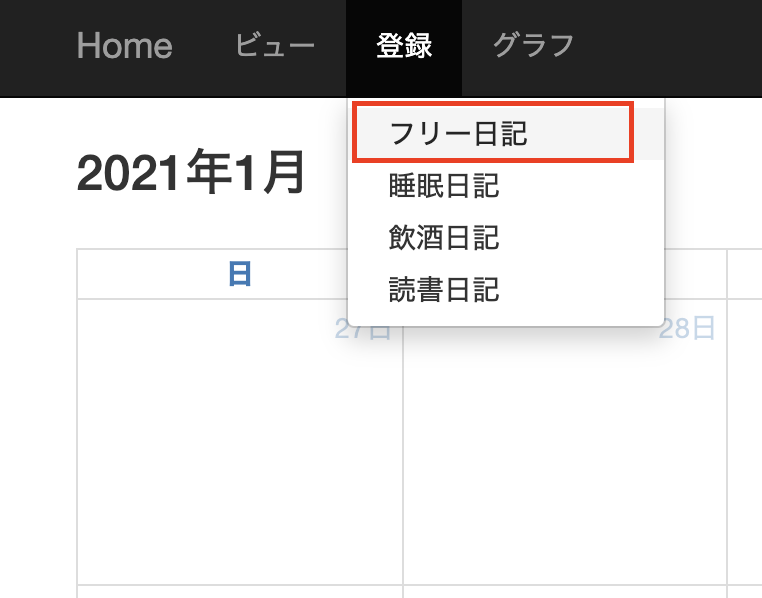 Home ビュー 登録 グラフ
フリー日記
睡眠日記
飲酒日記
読書日記
2021年1月
日
27日 28日